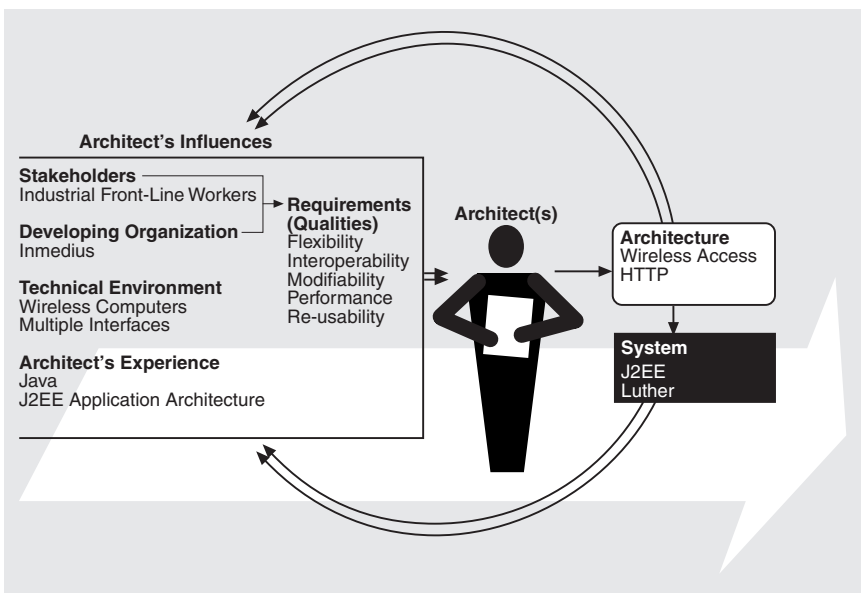 Architect's Influences
Stakeholders
Industrial Front-Line Workers
Developing Organization
Inmedius
Technical Environment
Wireless Computers
Multiple Interfaces
Architect's Experience
Java
J2EE Application Architecture
Requirements
(Qualities)
Flexibility
Interoperability
Modifiability
Performance
Re-usability
Architect(s)
Architecture
Wireless Access
HTTP
System
J2EE
Luther